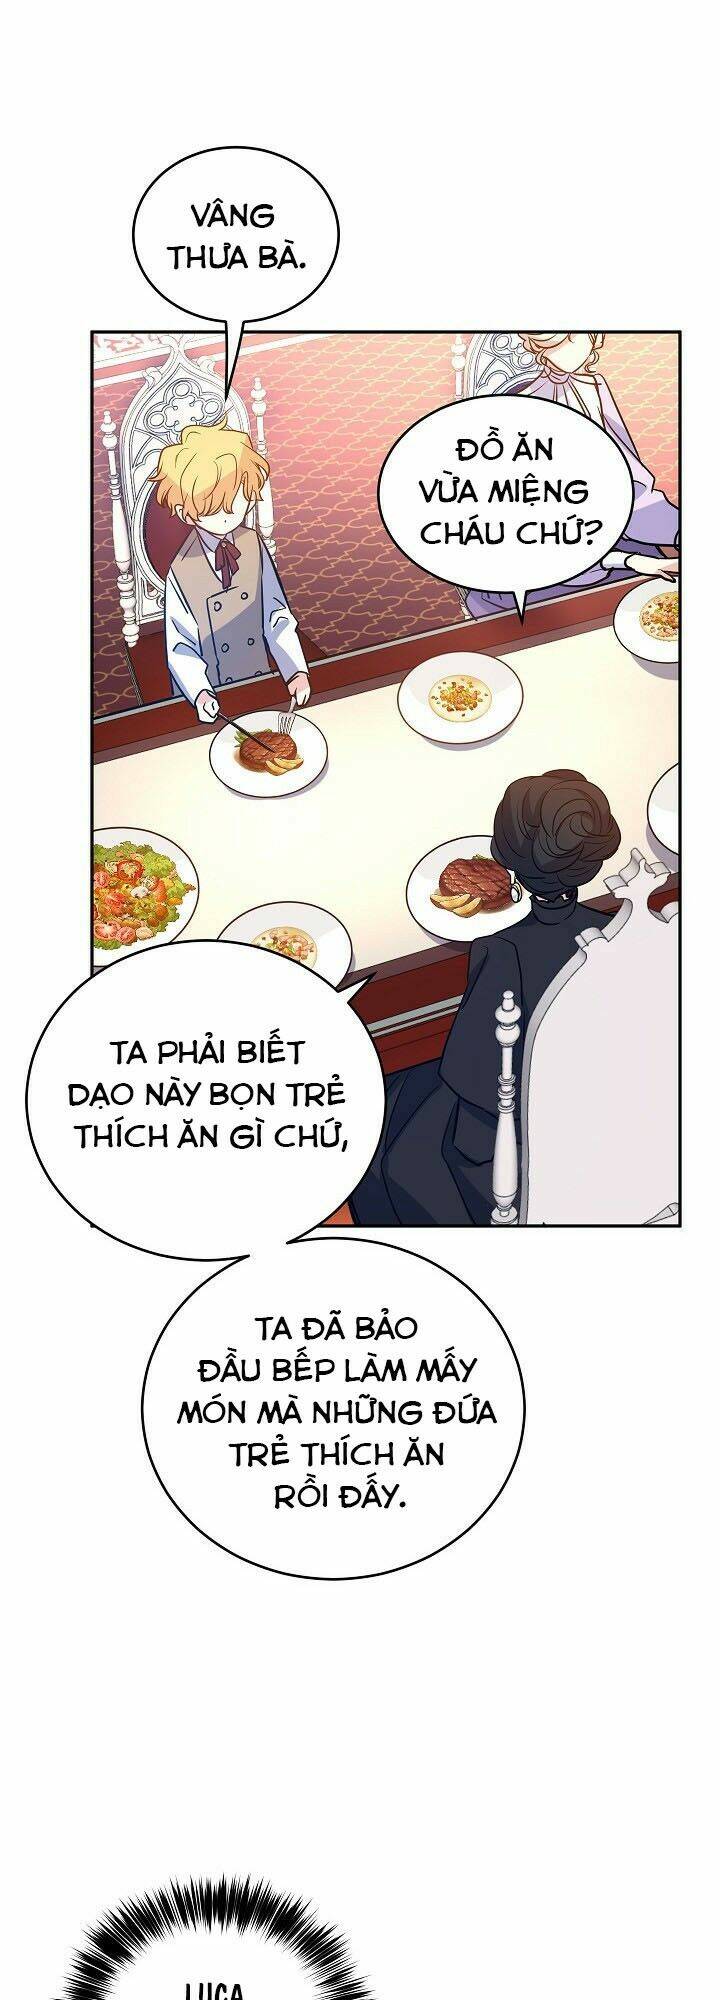 VÂNG
THƯA BÀ.
ĐỒ ĂN
VỪA MIỆNG
CHÁU CHỨ?
TA PHẢI BIẾT
DẠO NÀY BỌN TRẺ
THÍCH ĂN GÌ CHỨ,
TA ĐÃ BẢO
ĐẦU BẾP LÀM MẤY
MÓN MÀ NHỮNG ĐỨA
TRẺ THÍCH ĂN
RỒI ĐẤY.
LUCA